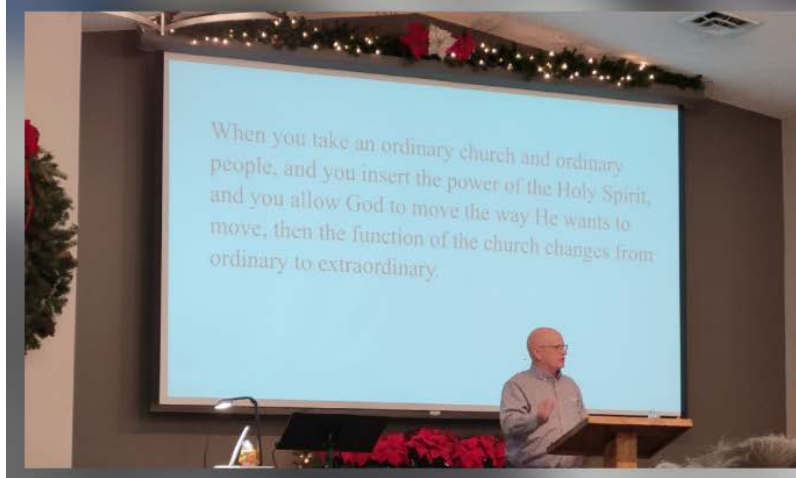 When you take an ordinary church and ordinary
people, and you insert the power of the Holy Spirit,
and you allow God to move the way He wants to
move, then the function of the church changes from
ordinary to extraordinary.